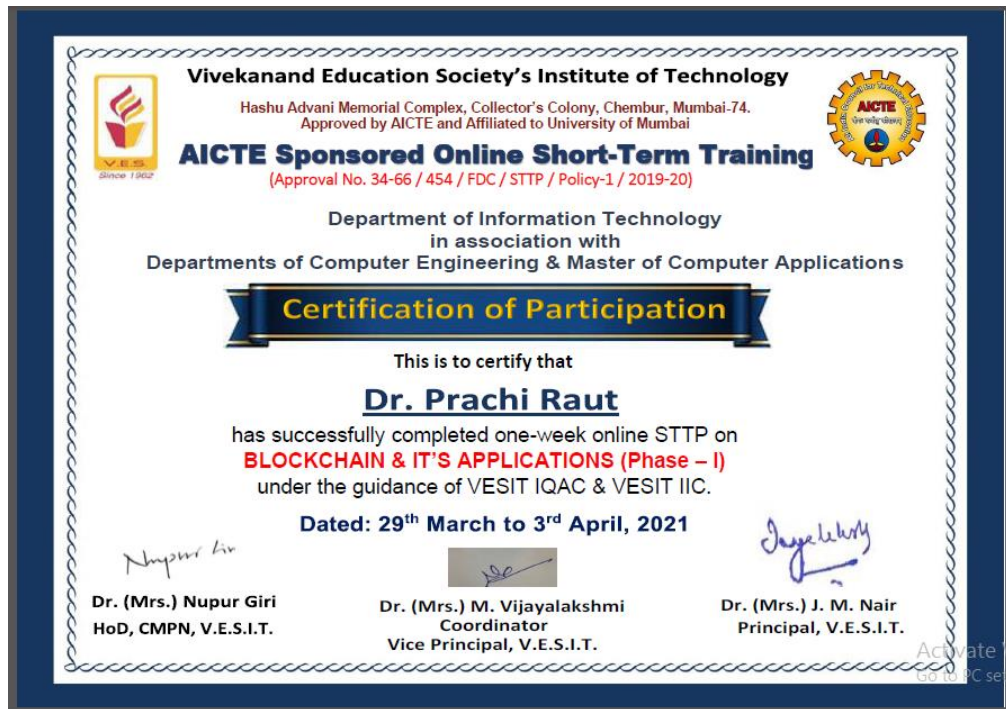 Vivekanand Education Society's Institute of Technology
Hashu Advani Memorial Complex, Collector's Colony, Chembur, Mumbai-74.
Approved by AICTE and Affiliated to University of Mumbai
V.E.S.
Since 1962
AICTE
AICTE Sponsored Online Short-Term Training
(Approval No. 34-66 / 454 / FDC / STTP / Policy-1 / 2019-20)
Department of Information Technology
in association with
Departments of Computer Engineering & Master of Computer Applications
Certification of Participation
This is to certify that
Dr. Prachi Raut
has successfully completed one-week online STTP on
BLOCKCHAIN & IT'S APPLICATIONS (Phase – I)
under the guidance of VESIT IQAC & VESIT IIC.
Dated: 29th March to 3rd April, 2021
Dr. (Mrs.) Nupur Giri
HoD, CMPN, V.E.S.I.T.
Dr. (Mrs.) M. Vijayalakshmi
Coordinator
Vice Principal, V.E.S.I.T.
Dr. (Mrs.) J. M. Nair
Principal, V.E.S.I.T.
Activate
Go to PC